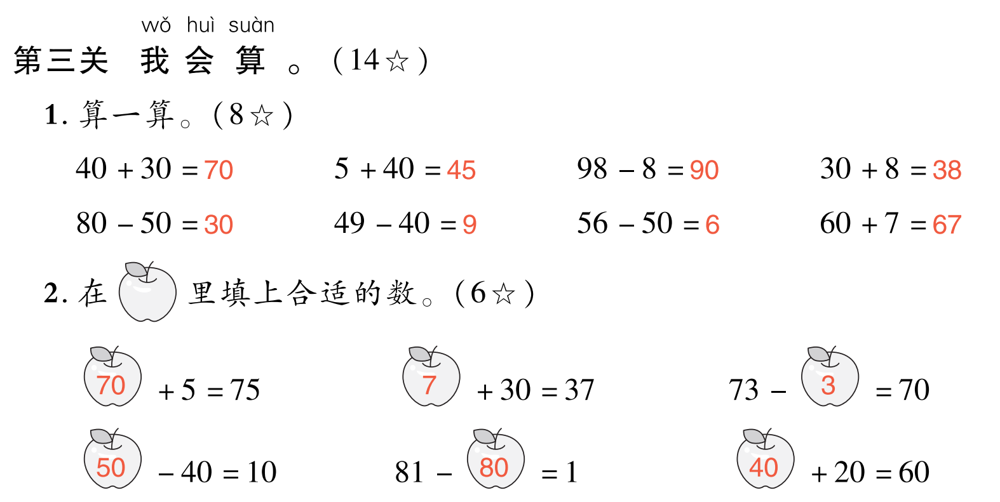 wǒ huì suàn
第三关 我会算。(14☆)
1. 算一算。(8☆)
40 + 30 = 70 5 + 40 = 45 98 - 8 = 90 30 + 8 = 38
80 - 50 = 30 49 - 40 = 9 56 - 50 = 6 60 + 7 = 67
2. 在 里填上合适的数。(6☆)
70 + 5 = 75 7 + 30 = 37 73 - 3 = 70
50 - 40 = 10 81 - 80 = 1 40 + 20 = 60